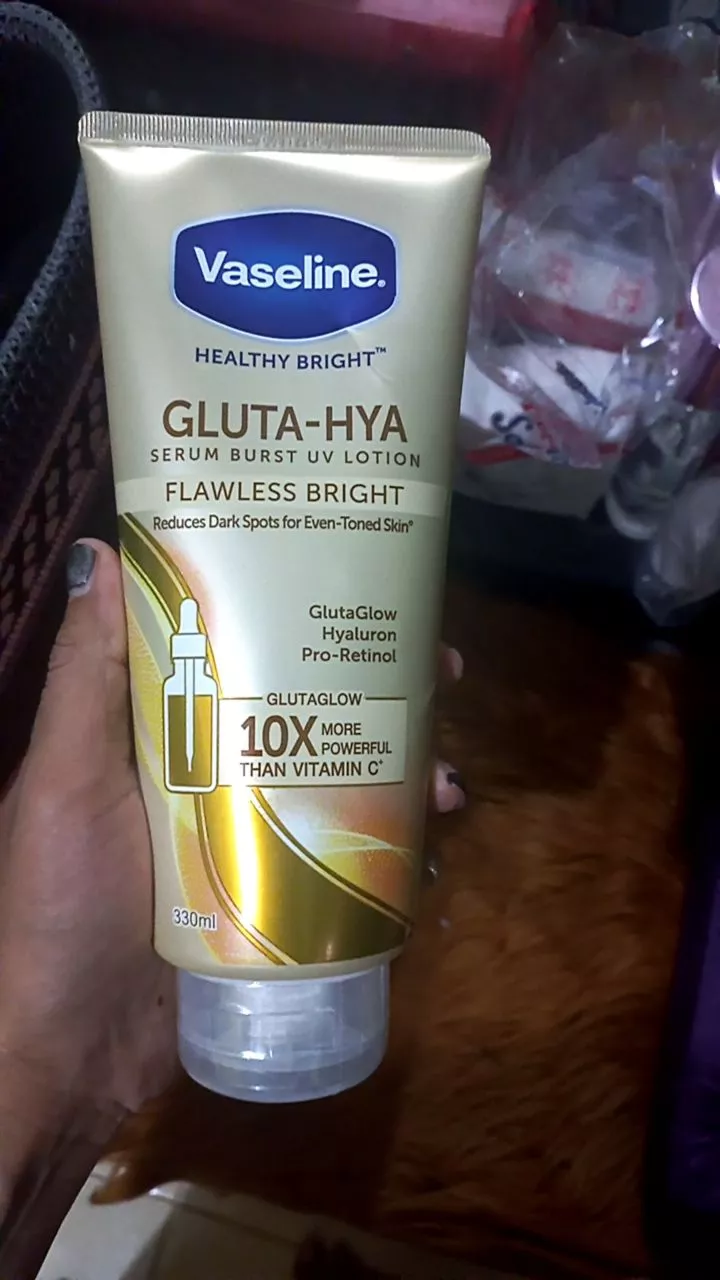 Vaseline®
HEALTHY BRIGHT™
GLUTA-HYA
SERUM BURST UV LOTION
FLAWLESS BRIGHT
Reduces Dark Spots for Even-Toned Skin°
GlutaGlow
Hyaluron
Pro-Retinol
GLUTAGLOW
10X MORE
POWERFUL
THAN VITAMIN C*
330ml